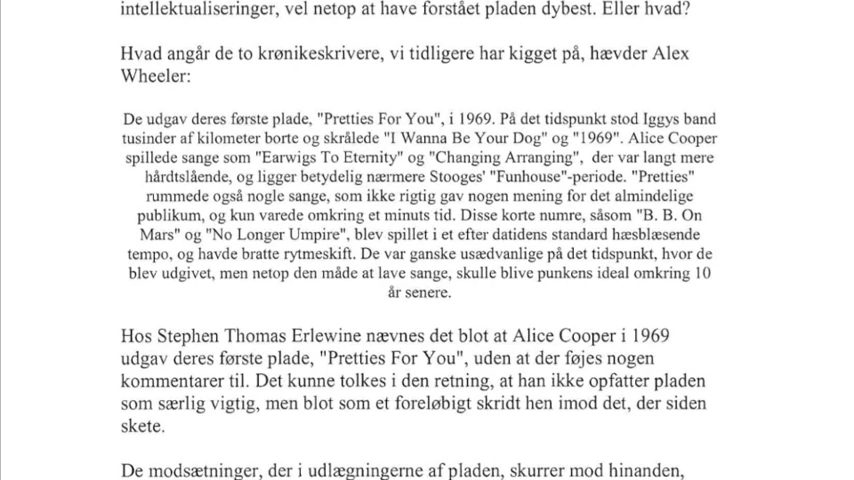 intellektualiseringer, vel netop at have forstået pladen dybest. Eller hvad?
Hvad angår de to krønikeskrivere, vi tidligere har kigget på, hævder Alex
Wheeler:
De udgav deres første plade, "Pretties For You", i 1969. På det tidspunkt stod Iggys band
tusinder af kilometer borte og skrålede "I Wanna Be Your Dog" og "1969". Alice Cooper
spillede sange som "Earwigs To Eternity" og "Changing Arranging", der var langt mere
hårdtslående, og ligger betydelig nærmere Stooges' "Funhouse"-periode. "Pretties"
rummede også nogle sange, som ikke rigtig gav nogen mening for det almindelige
publikum, og kun varede omkring et minuts tid. Disse korte numre, såsom "B. B. On
Mars" og "No Longer Umpire", blev spillet i et efter datidens standard hæsblæsende
tempo, og havde bratte rytmeskift. De var ganske usædvanlige på det tidspunkt, hvor de
blev udgivet, men netop den måde at lave sange, skulle blive punkens ideal omkring 10
år senere.
Hos Stephen Thomas Erlewine nævnes det blot at Alice Cooper i 1969
udgav deres første plade, "Pretties For You", uden at der føjes nogen
kommentarer til. Det kunne tolkes i den retning, at han ikke opfatter pladen
som særlig vigtig, men blot som et foreløbigt skridt hen imod det, der siden
skete.
De modsætninger, der i udlægningerne af pladen, skurrer mod hinanden,